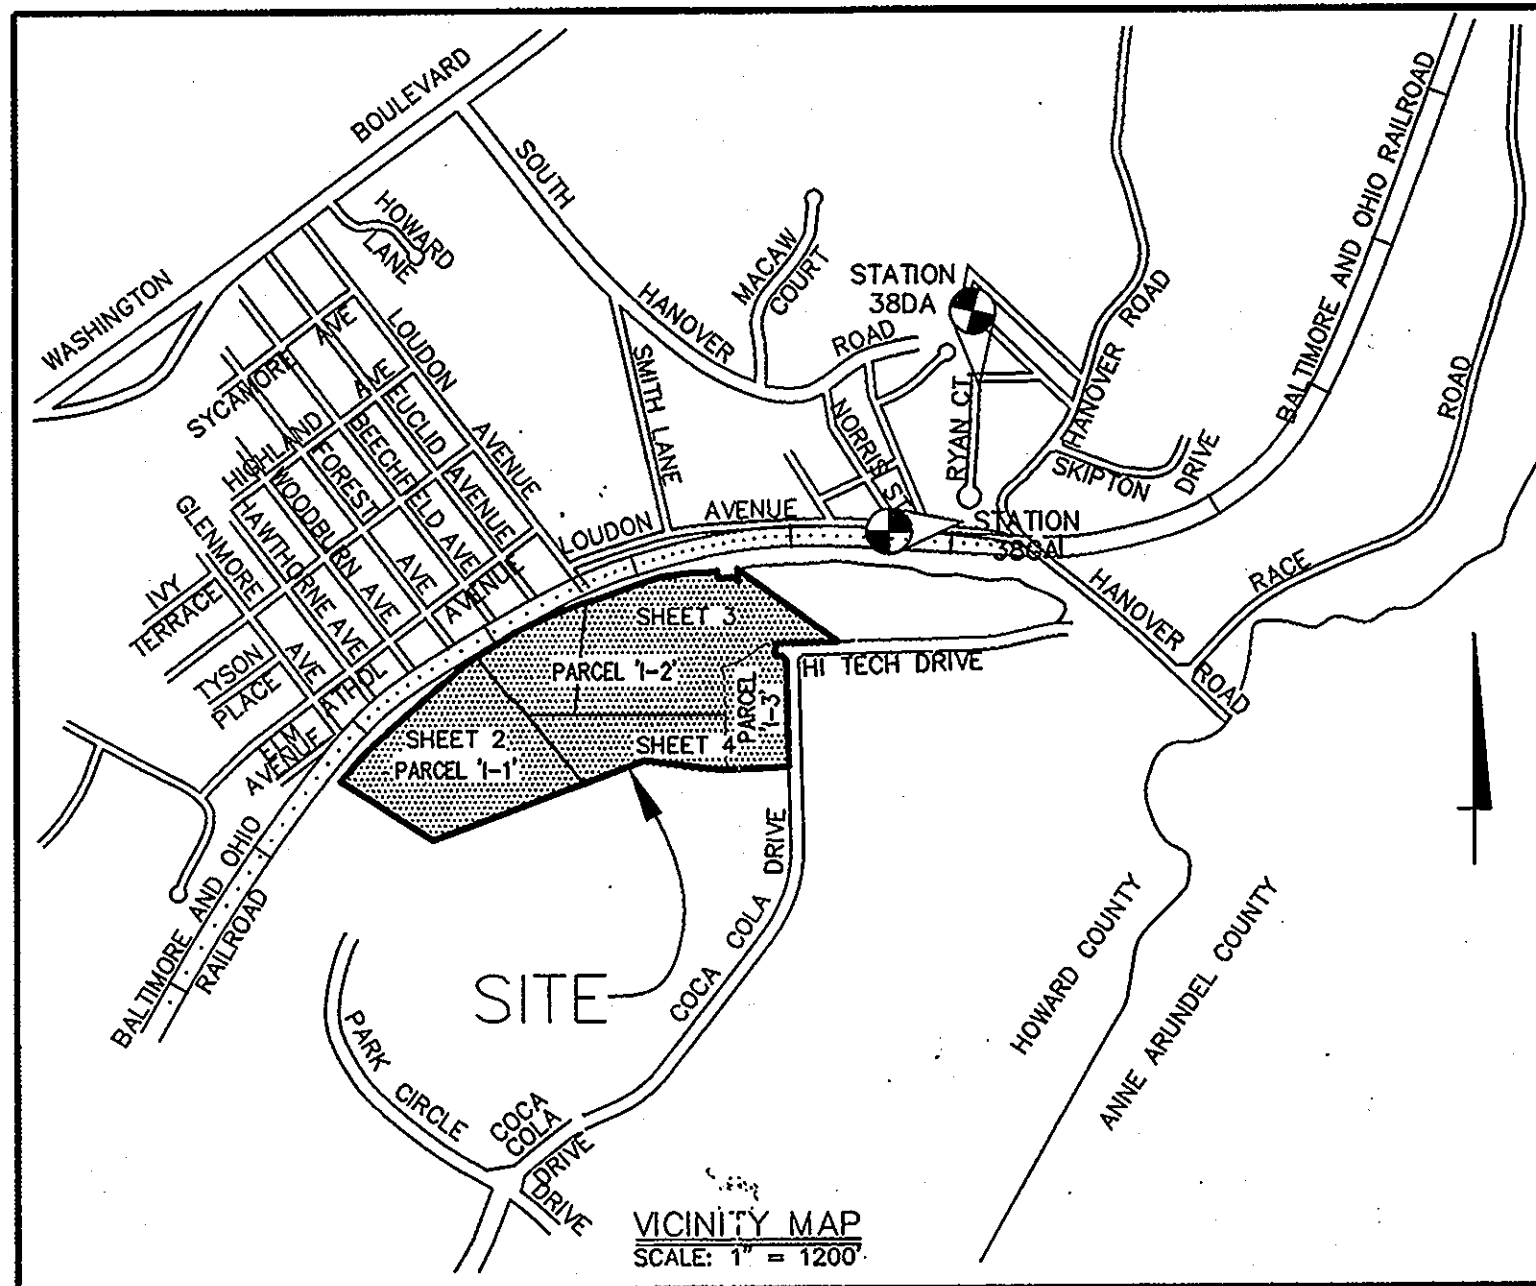 WASHINGTON
BOULEVARD
SOUTH
HANOVER
ROAD
HOWARD
LANE
MACAW
COURT
STATION
38DA
HANOVER
ROAD
BALTIMORE AND OHIO RAILROAD
ROAD
RACE
SYCAMORE AVE
HIGHLAND AVE
LOUDON
AVENUE
EUCLID AVENUE
BEECHFIELD AVE
FOREST AVE
WOODBURN AVE
HAWTHORNE AVE
GLENMORE AVE
IVY
TERRACE
TYSON
PLACE
ATHOL AVENUE
ELM
AVENUE
SMITH LANE
NORRIS ST
RYAN CT.
SKIPTON
DRIVE
LOUDON AVENUE
STATION
HANOVER
ROAD
SHEET 3
PARCEL 'I-2'
PARCEL
'I-3'
HI TECH DRIVE
SHEET 2
PARCEL 'I-1'
SHEET 4
BALTIMORE AND OHIO
RAILROAD
SITE
COCA COLA DRIVE
PARK CIRCLE
COCA
COLA
DRIVE
DRIVE
HOWARD COUNTY
ANNE ARUNDEL COUNTY
VICINITY MAP
SCALE: 1" = 1200'